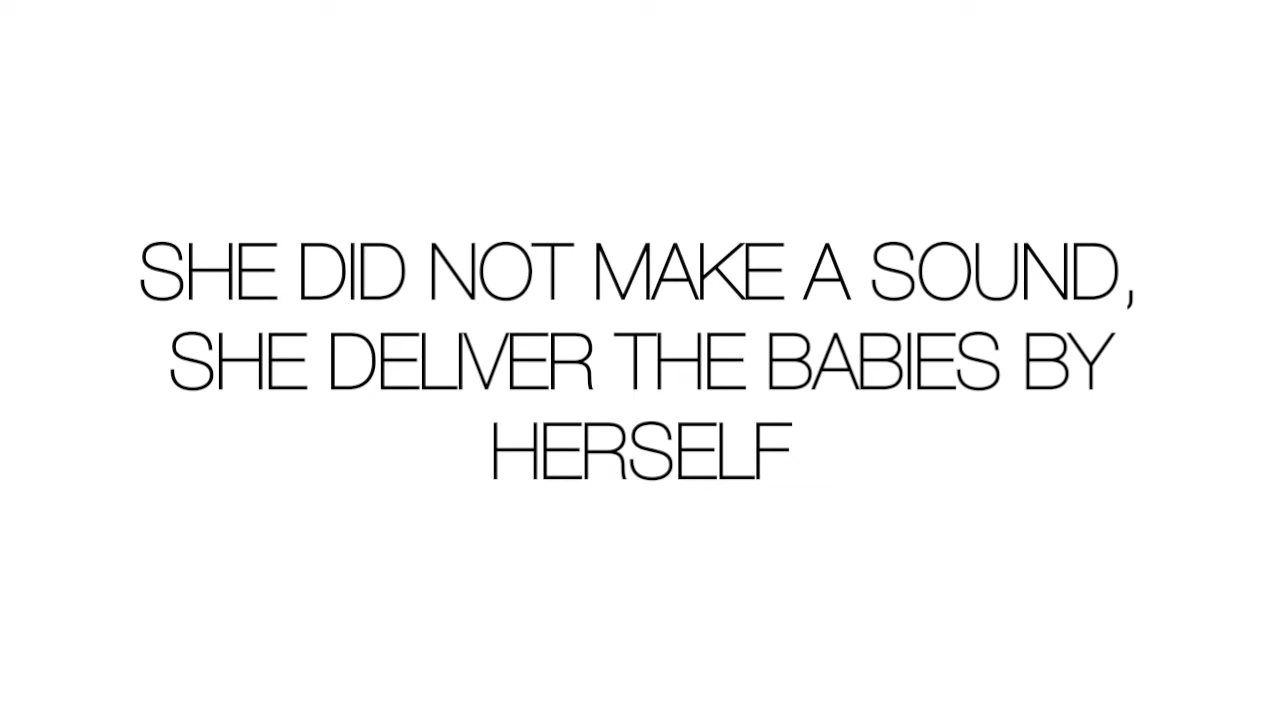 SHE DID NOT MAKE A SOUND,
SHE DELIVER THE BABIES BY
HERSELF